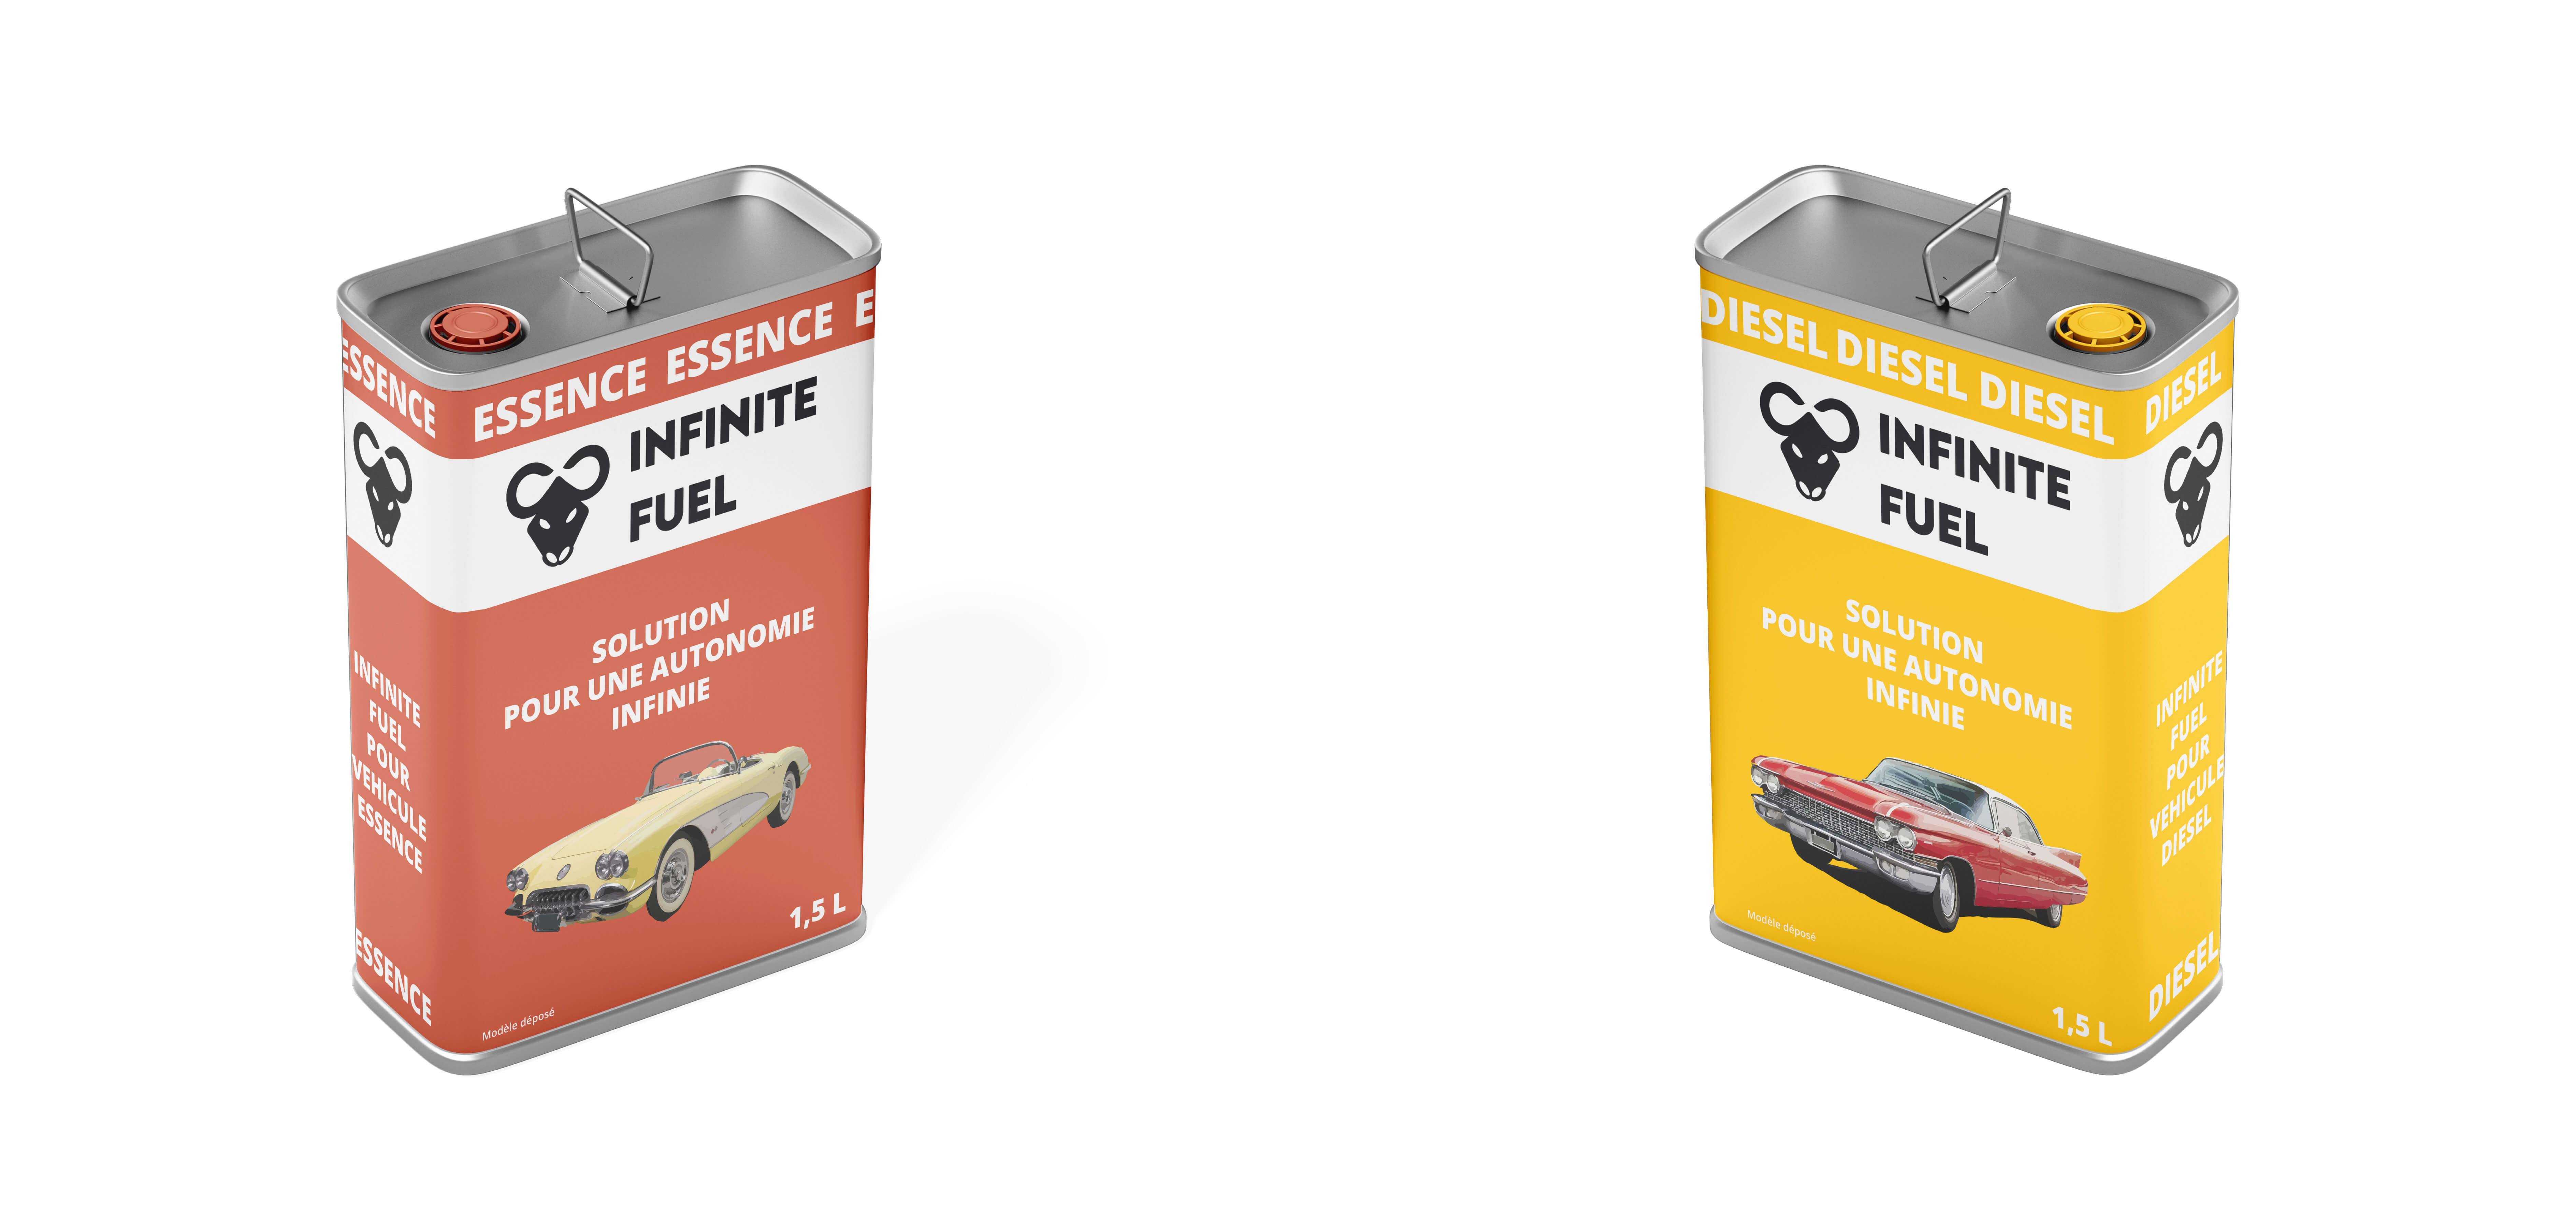 ESSENCE
ESSENCE ESSENCE E
INFINITE
FUEL
SOLUTION
POUR UNE AUTONOMIE
INFINIE
INFINITE
FUEL
POUR
VEHICULE
ESSENCE
ESSENCE
1,5 L
Modèle déposé
DIESEL DIESEL DIESEL
DIESEL
INFINITE
FUEL
SOLUTION
POUR UNE AUTONOMIE
INFINIE
INFINITE
FUEL
POUR
VEHICULE
DIESEL
DIESEL
Modèle déposé
1,5 L